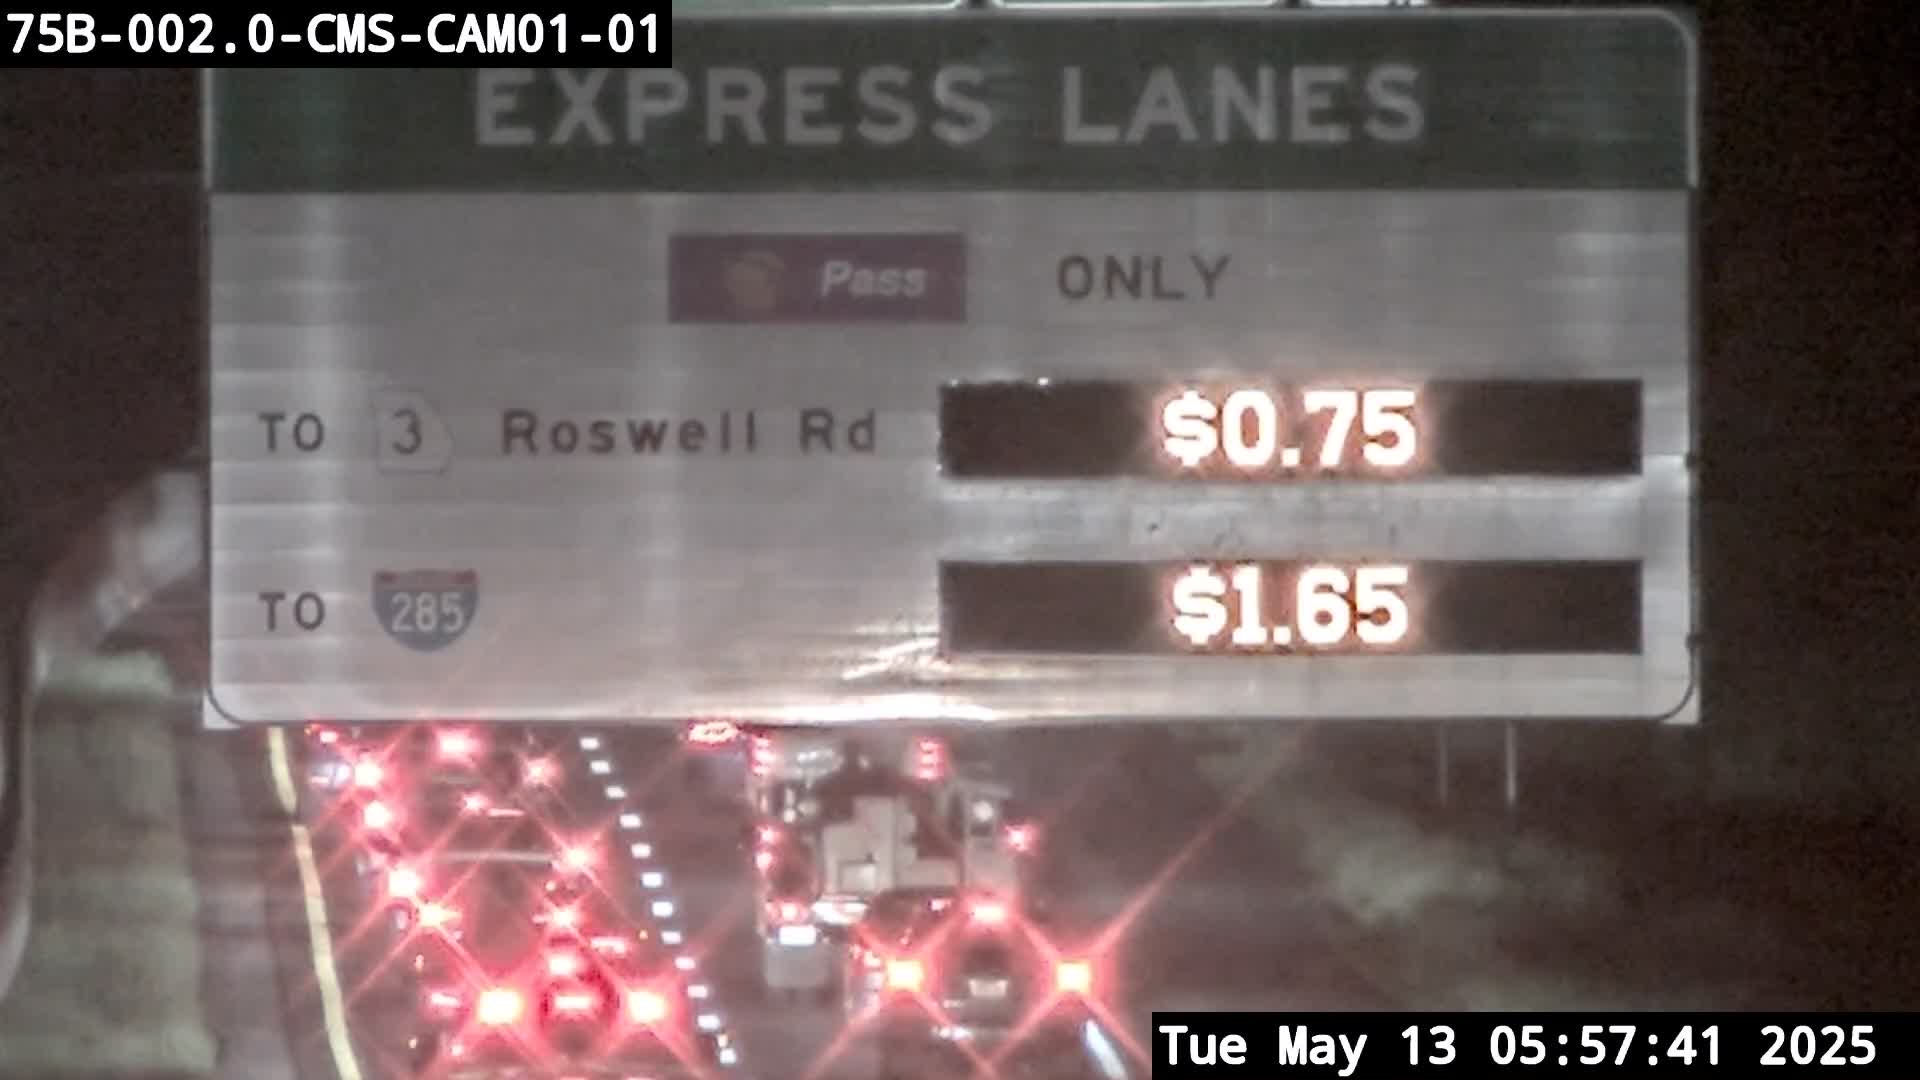 75B-002.0-CMS-CAM01-01
EXPRESS LANES
Pass ONLY
TO 3 Roswell Rd $0.75
TO 285 $1.65
Tue May 13 05:57:41 2025